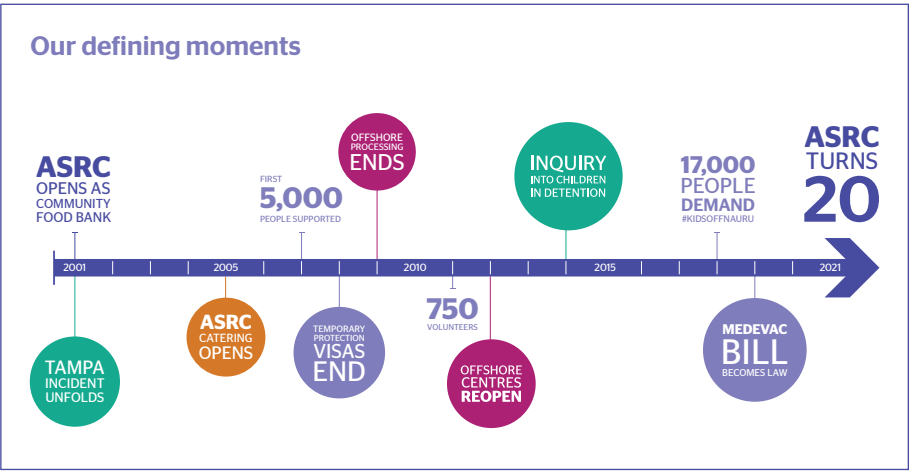 Our defining moments
ASRC
OPENS AS
COMMUNITY
FOOD BANK
FIRST
5,000
PEOPLE SUPPORTED
OFFSHORE
PROCESSING
ENDS
INQUIRY
INTO CHILDREN
IN DETENTION
17,000
PEOPLE
DEMAND
#KIDSOFFNAURU
ASRC
TURNS
20
2001
2005
2010
2015
2021
TAMPA
INCIDENT
UNFOLDS
ASRC
CATERING
OPENS
TEMPORARY
PROTECTION
VISAS
END
750
VOLUNTEERS
OFFSHORE
CENTRES
REOPEN
MEDEVAC
BILL
BECOMES LAW